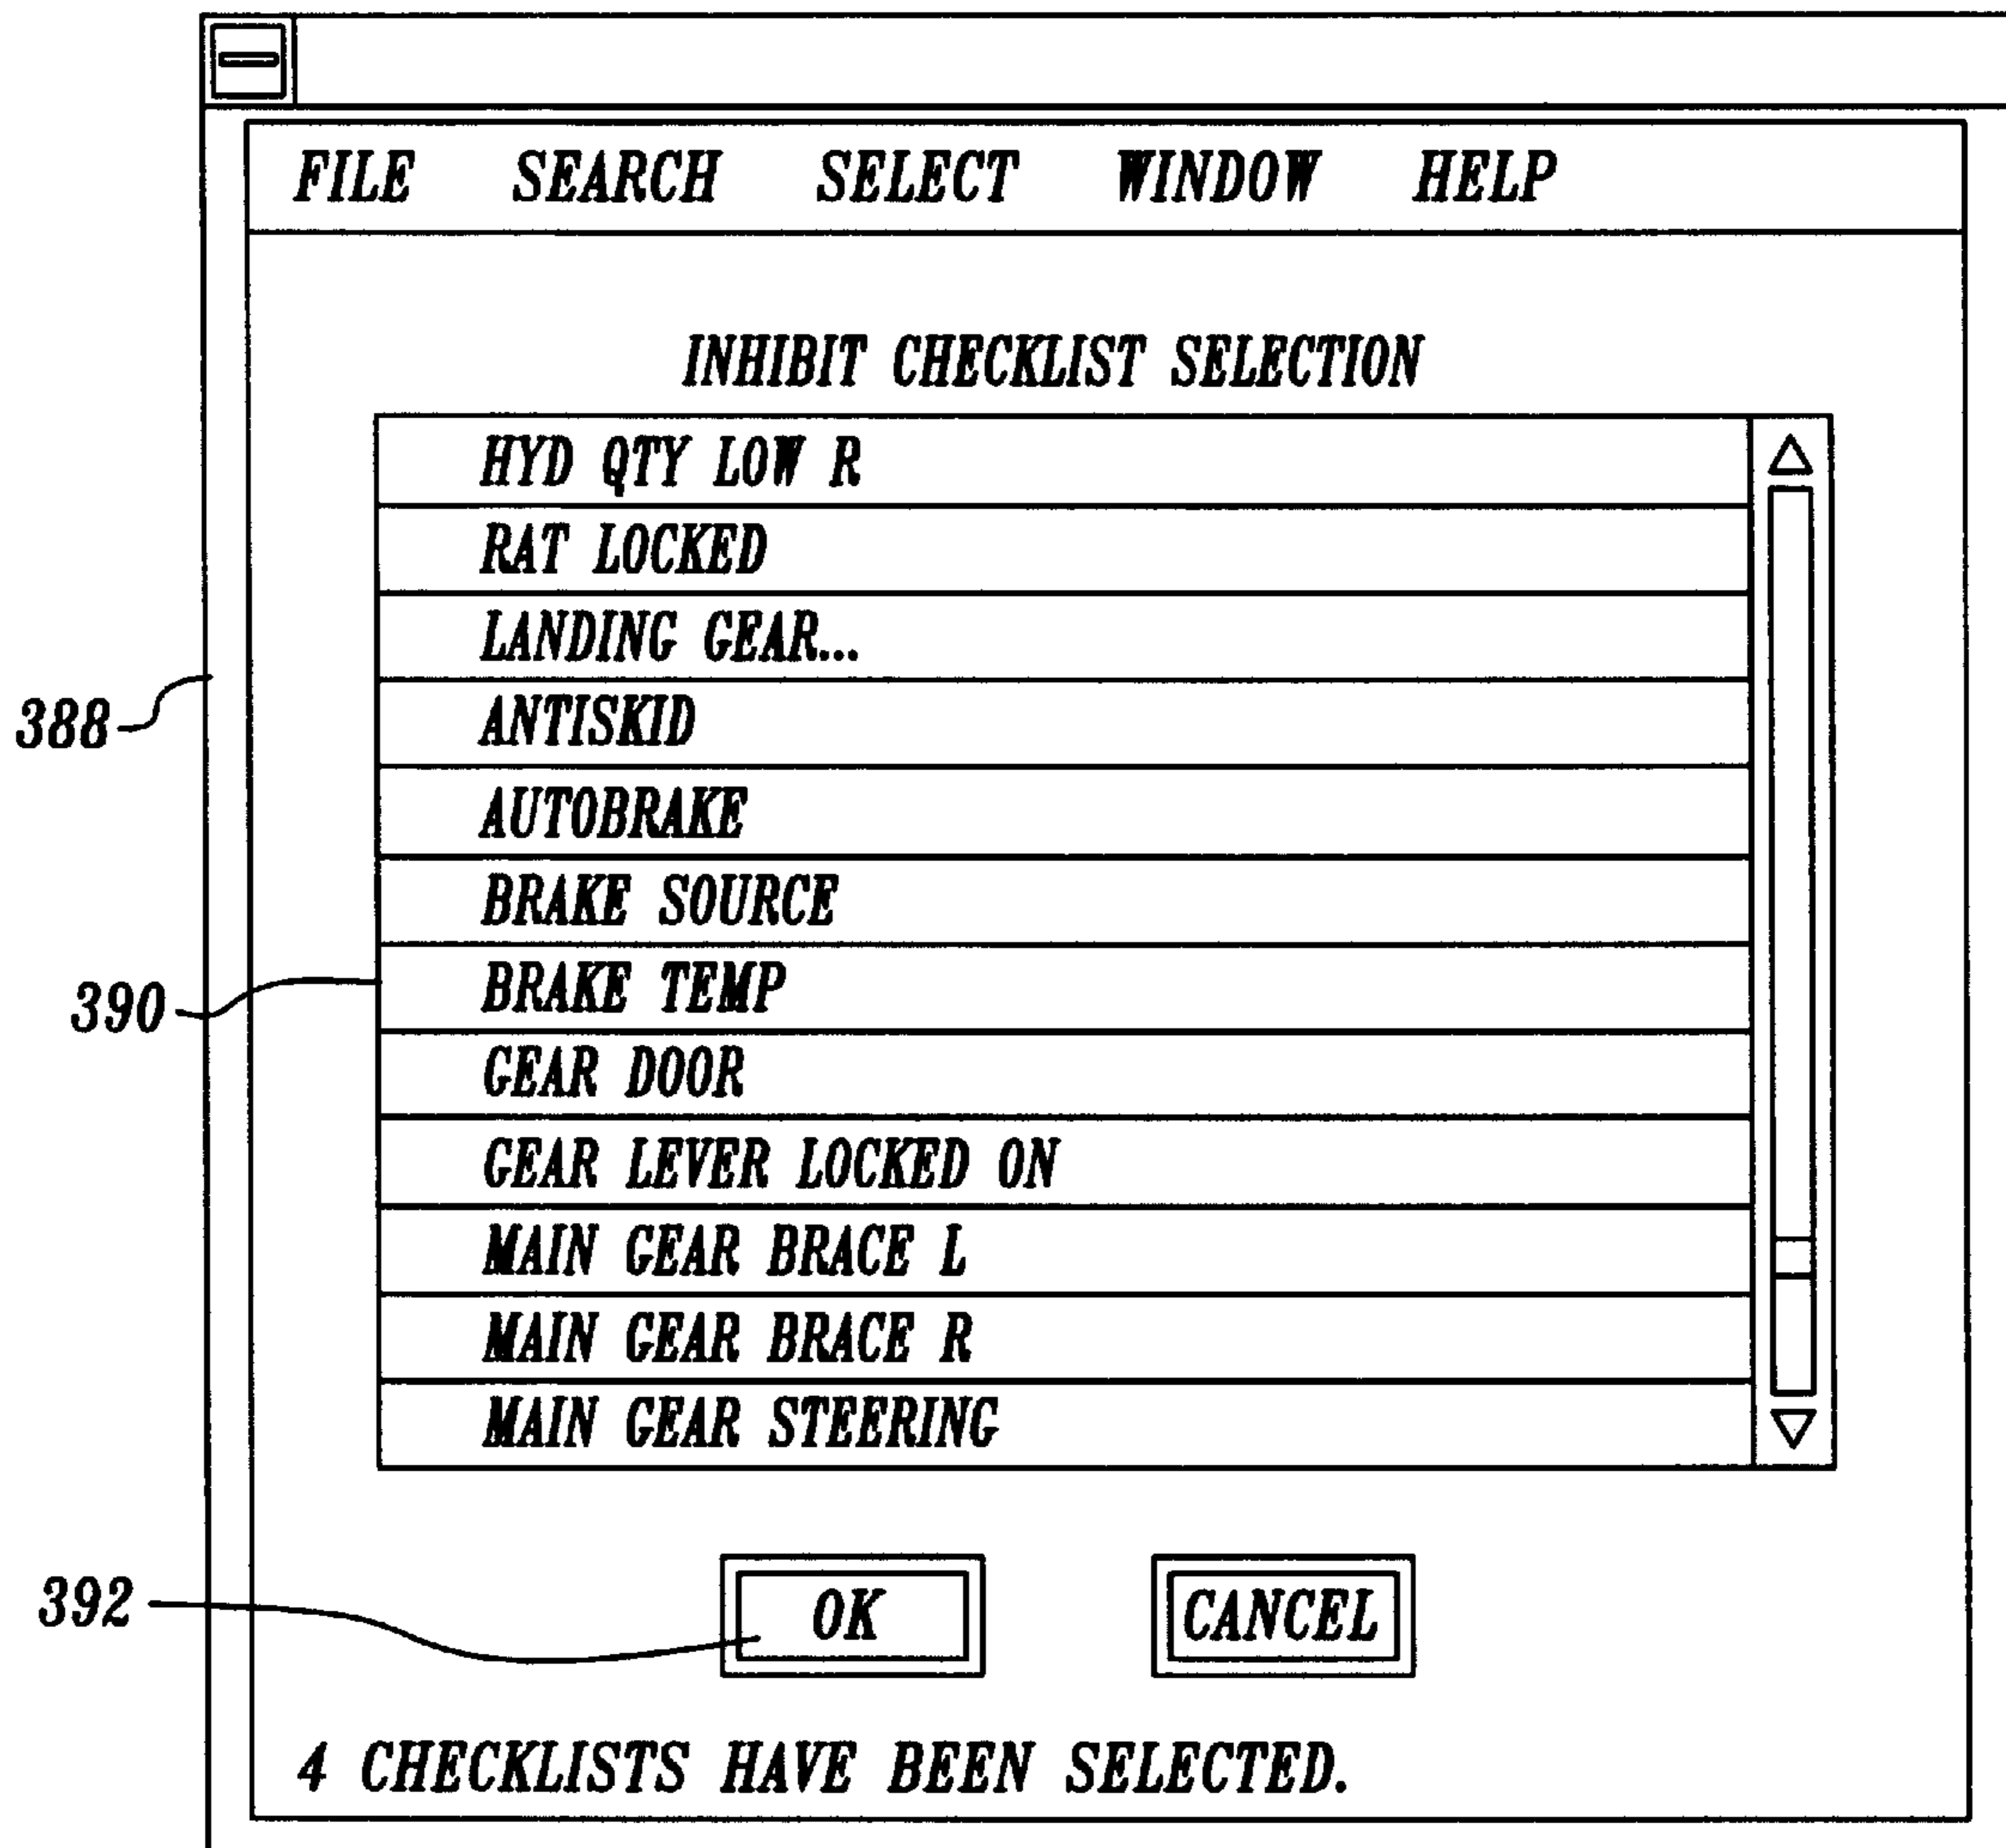 FILE SEARCH SELECT WINDOW HELP
INHIBIT CHECKLIST SELECTION
HYD QTY LOW R
RAT LOCKED
LANDING GEAR...
ANTISKID
388
AUTOBRAKE
BRAKE SOURCE
390
BRAKE TEMP
GEAR DOOR
GEAR LEVER LOCKED ON
MAIN GEAR BRACE L
MAIN GEAR BRACE R
MAIN GEAR STEERING
392
OK CANCEL
4 CHECKLISTS HAVE BEEN SELECTED.